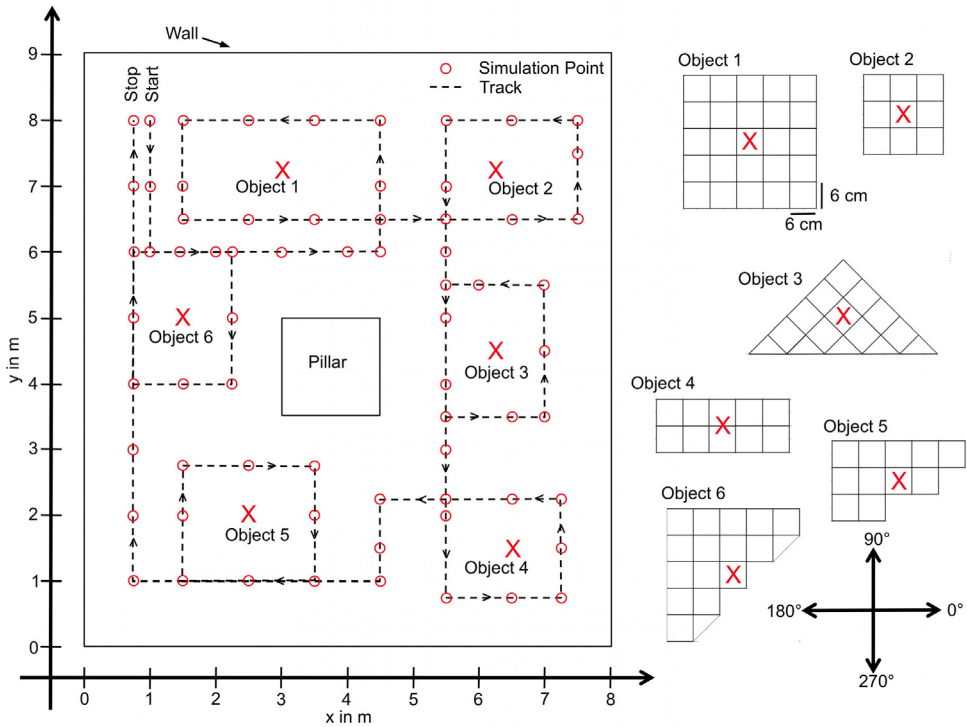 Wall
Object 1
Object 2
Stop
Start
Simulation Point
Track
9
8
7
6
5
4
3
2
1
0
y in m
X
Object 1
X
Object 2
X
Object 6
Pillar
X
Object 3
X
Object 5
X
Object 4
0
1
2
3
4
5
6
7
8
x in m
X
X
6 cm
6 cm
Object 3
X
Object 4
X
Object 5
X
Object 6
X
90°
180°
0°
270°